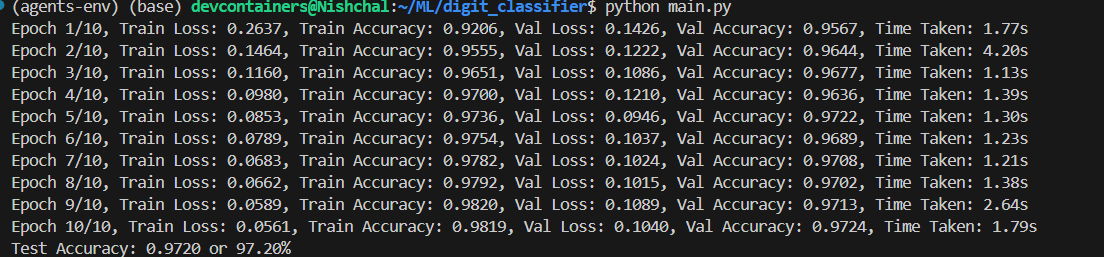 (agents-env) (base) devcontainers@Nishchal:~/ML/digit_classifier$ python main.py
Epoch 1/10, Train Loss: 0.2637, Train Accuracy: 0.9206, Val Loss: 0.1426, Val Accuracy: 0.9567, Time Taken: 1.77s
Epoch 2/10, Train Loss: 0.1464, Train Accuracy: 0.9555, Val Loss: 0.1222, Val Accuracy: 0.9644, Time Taken: 4.20s
Epoch 3/10, Train Loss: 0.1160, Train Accuracy: 0.9651, Val Loss: 0.1086, Val Accuracy: 0.9677, Time Taken: 1.13s
Epoch 4/10, Train Loss: 0.0980, Train Accuracy: 0.9700, Val Loss: 0.1210, Val Accuracy: 0.9636, Time Taken: 1.39s
Epoch 5/10, Train Loss: 0.0853, Train Accuracy: 0.9736, Val Loss: 0.0946, Val Accuracy: 0.9722, Time Taken: 1.30s
Epoch 6/10, Train Loss: 0.0789, Train Accuracy: 0.9754, Val Loss: 0.1037, Val Accuracy: 0.9689, Time Taken: 1.23s
Epoch 7/10, Train Loss: 0.0683, Train Accuracy: 0.9782, Val Loss: 0.1024, Val Accuracy: 0.9708, Time Taken: 1.21s
Epoch 8/10, Train Loss: 0.0662, Train Accuracy: 0.9792, Val Loss: 0.1015, Val Accuracy: 0.9702, Time Taken: 1.38s
Epoch 9/10, Train Loss: 0.0589, Train Accuracy: 0.9820, Val Loss: 0.1089, Val Accuracy: 0.9713, Time Taken: 2.64s
Epoch 10/10, Train Loss: 0.0561, Train Accuracy: 0.9819, Val Loss: 0.1040, Val Accuracy: 0.9724, Time Taken: 1.79s
Test Accuracy: 0.9720 or 97.20%